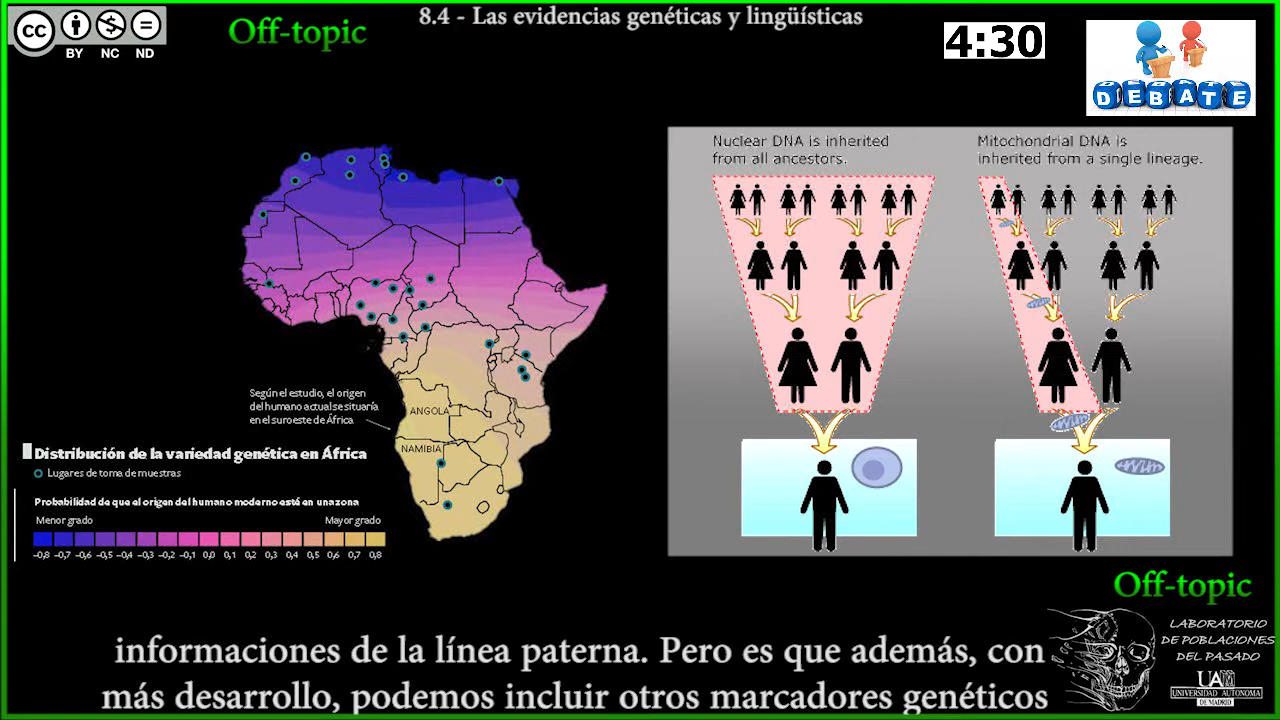 8.4 - Las evidencias genéticas y lingüísticas
cc
BY NC ND
Off-topic
4:30
DEBATE
Nuclear DNA is inherited
from all ancestors.
Mitochondrial DNA is
inherited from a single lineage.
Según el estudio, el origen
del humano actual se situaría
en el suroeste de África
ANGOLA
NAMIBIA
Distribución de la variedad genética en África
Lugares de toma de muestras
Probabilidad de que el origen del humano moderno esté en una zona
Menor grado Mayor grado
-0,8 -0,7 -0,6 -0,5 -0,4 -0,3 -0,2 -0,1 0,0 0,1 0,2 0,3 0,4 0,5 0,6 0,7 0,8
Off-topic
LABORATORIO
DE POBLACIONES
DEL PASADO
UAM
UNIVERSIDAD AUTONOMA
DE MADRID
informaciones de la línea paterna. Pero es que además, con
más desarrollo, podemos incluir otros marcadores genéticos